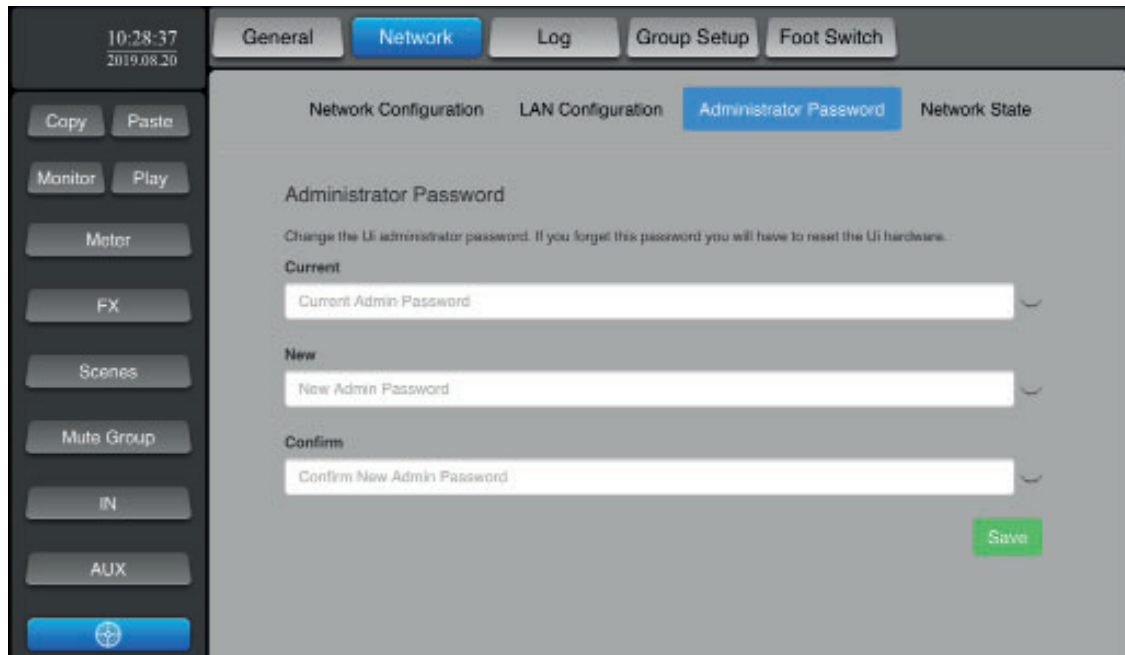 10:28:37
2019.08.20
General Network Log Group Setup Foot Switch
Copy Paste
Monitor Play
Meter
FX
Scenes
Mute Group
IN
AUX
Network Configuration LAN Configuration Administrator Password Network State
Administrator Password
Change the Ui administrator password. If you forget this password you will have to reset the Ui hardware.
Current
Current Admin Password
New
New Admin Password
Confirm
Confirm New Admin Password
Save